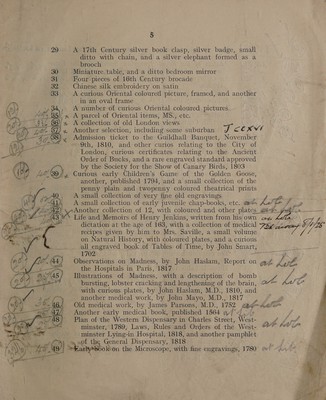 5
29 A 17th Century silver book clasp, silver badge, small
ditto with chain, and a silver elephant formed as a
brooch
30 Miniature table, and a ditto bedroom mirror
31 Four pieces of 16th Century brocade
32 Chinese silk embroidery on satin
33 A curious Oriental coloured picture, framed, and another
in an oval frame
34 A number of curious Oriental coloured pictures
35 A parcel of Oriental items, MS., etc.
36 A collection of old London views
37 Another selection, including some suburban
38 Admission ticket to the Guildhall Banquet, November
9th, 1810, and other cartos relating to the City of
London, curious certificates relating to the Ancient
Order of Bucks, and a rare engraved standard approved
by the Society for the Show of Canary Birds, 1803
39 Curious early Children's Game of the Golden Goose,
another, published 1794, and a small collection of the
penny plain and twopenny coloured theatrical prints
40 A small collection of very fine old engravings
41 A small collection of early juvenile chap-books, etc.
42 Another collection of 12, with coloured and other plates
43 Life and Memoirs of Henry Jenkins, written from his own
dictation at the age of 163, with a collection of medical
recipes given by him to Mrs. Saville, a small volume
on Natural History, with coloured plates, and a curious
all engraved book of Tables of Time, by John Smart,
1702
44 Observations on Madness, by John Haslam, Report on
the Hospitals in Paris, 1817
45 Illustrations of Madness, with a description of bomb
bursting, lobster cracking and lengthening of the brain,
with curious plates, by John Haslam, M.D., 1810, and
another medical work, by John Mayo, M.D., 1817
46 Old medical work, by James Parsons, M.D., 1752
47 Another early medical book, published 1564
48 Plan of the Western Dispensary in Charles Street, West-
minster, 1789, Laws, Rules and Orders of the West-
minster Lying-in Hospital, 1818, and another pamphlet
of the General Dispensary, 1818
49 Early book on the Microscope, with fine engravings, 1780